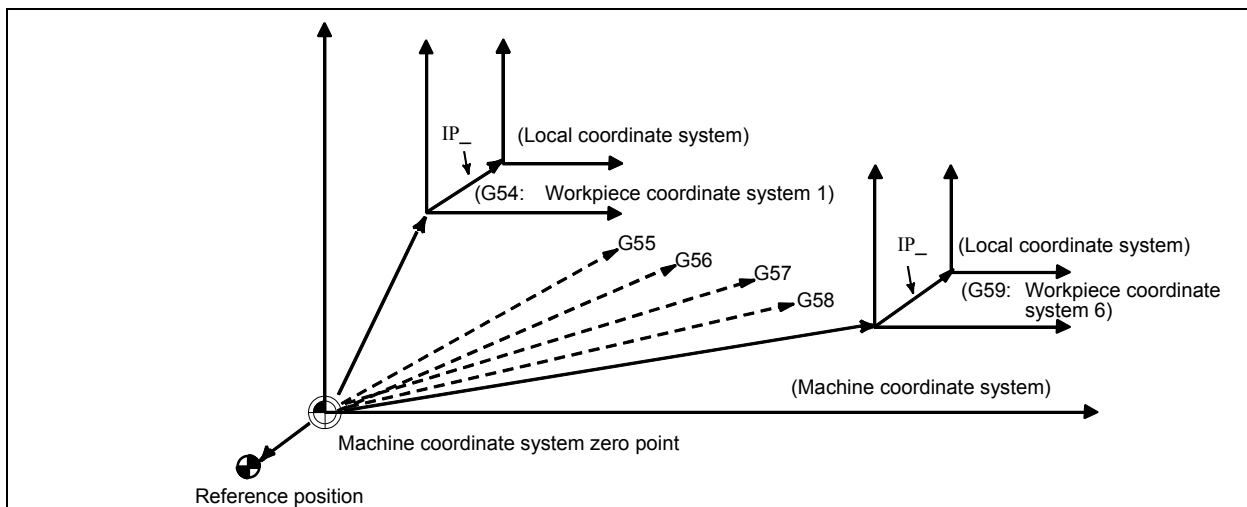 IP_
(Local coordinate system)
(G54: Workpiece coordinate system 1)
G55
G56
G57
G58
IP_
(Local coordinate system)
(G59: Workpiece coordinate
system 6)
(Machine coordinate system)
Machine coordinate system zero point
Reference position